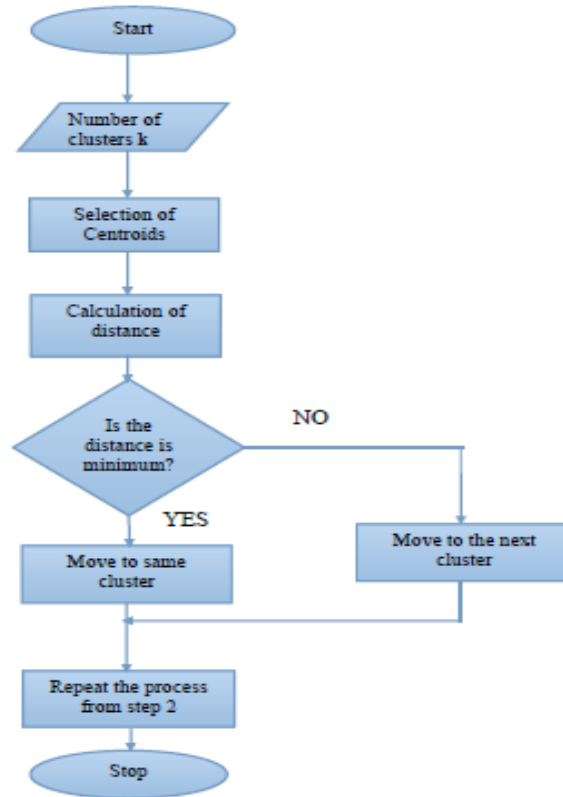 Start
Number of
clusters k
Selection of
Centroids
Calculation of
distance
Is the
distance is
minimum?
NO
YES
Move to same
cluster
Move to the next
cluster
Repeat the process
from step 2
Stop